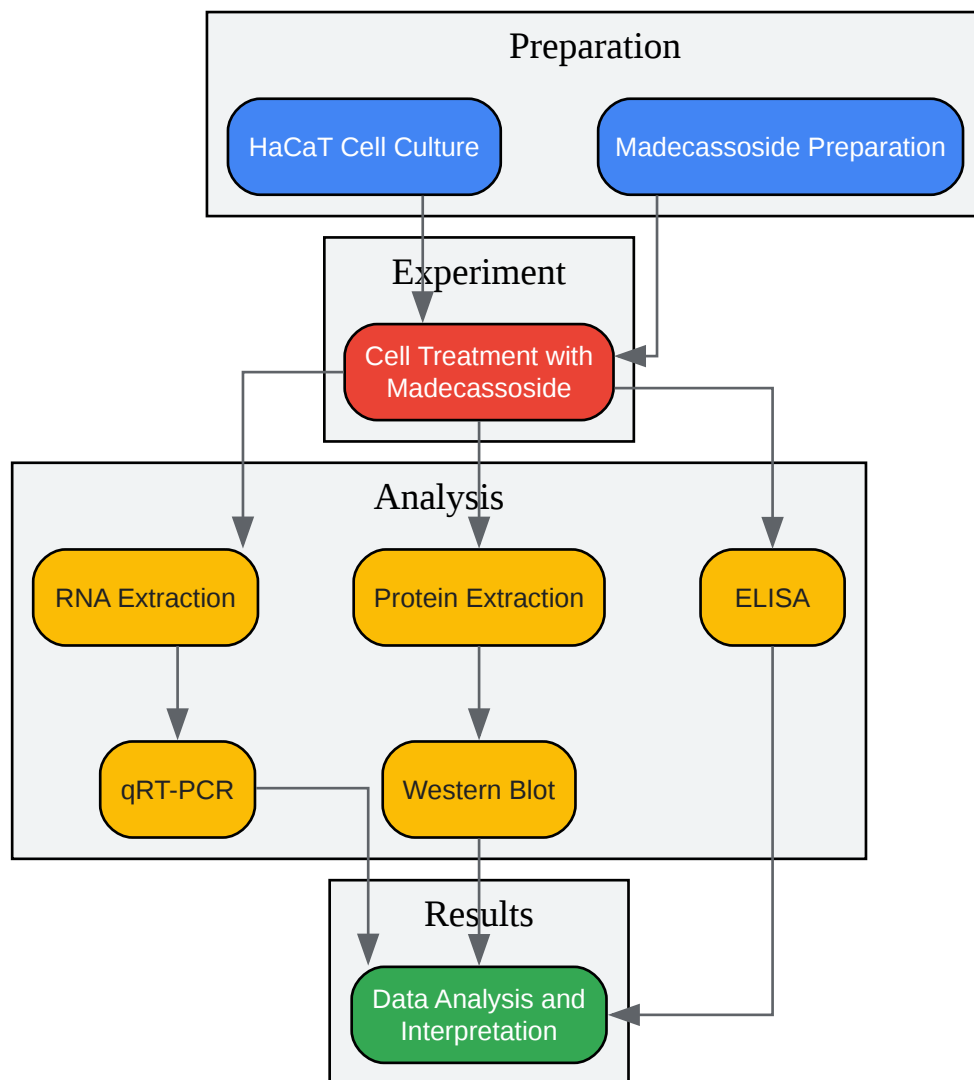 Preparation
HaCaT Cell Culture
Madecassoside Preparation
Experiment
Cell Treatment with
Madecassoside
Analysis
RNA Extraction
Protein Extraction
ELISA
qRT-PCR
Western Blot
Results
Data Analysis and
Interpretation